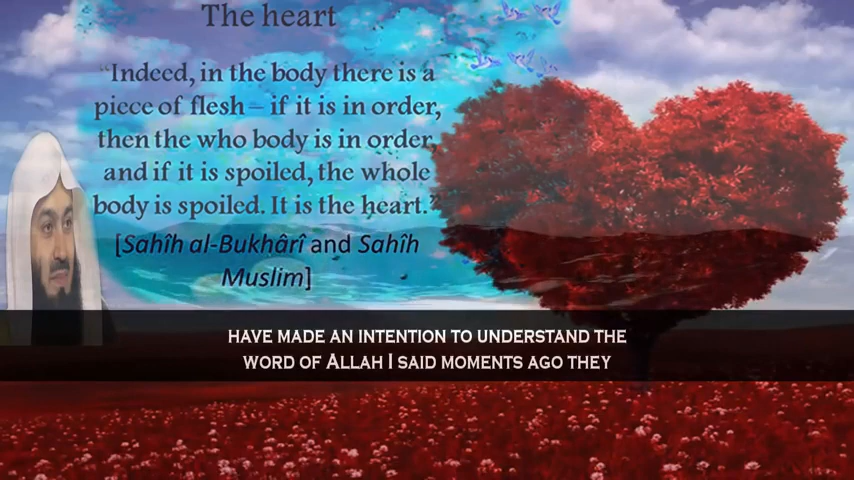 The heart
"Indeed, in the body there is a
piece of flesh – if it is in order,
then the who body is in order,
and if it is spoiled, the whole
body is spoiled. It is the heart."
[Sahîh al-Bukhârî and Sahîh
Muslim]
HAVE MADE AN INTENTION TO UNDERSTAND THE
WORD OF ALLAH I SAID MOMENTS AGO THEY